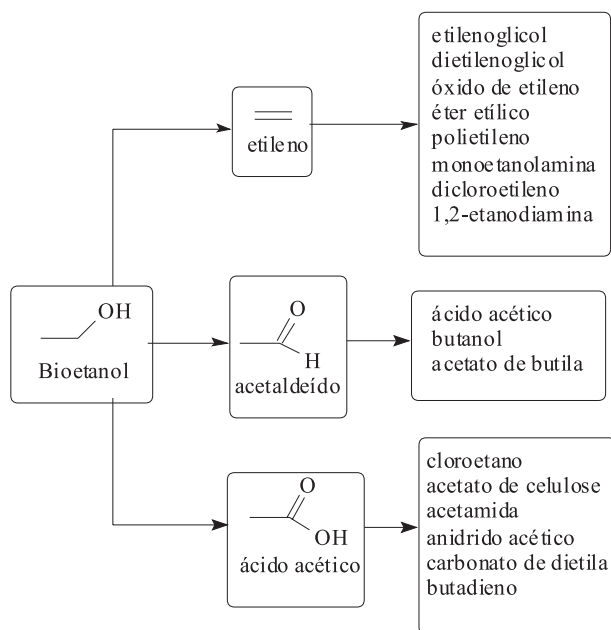 etilenoglicol
dietilenoglicol
óxido de etileno
éter etílico
polietileno
monoetanolamina
dicloroetileno
1,2-etanodiamina
etileno
OH
Bioetanol
O
H
acetaldeído
ácido acético
butanol
acetato de butila
O
OH
ácido acético
cloroetano
acetato de celulose
acetamida
anidrido acético
carbonato de dietila
butadieno